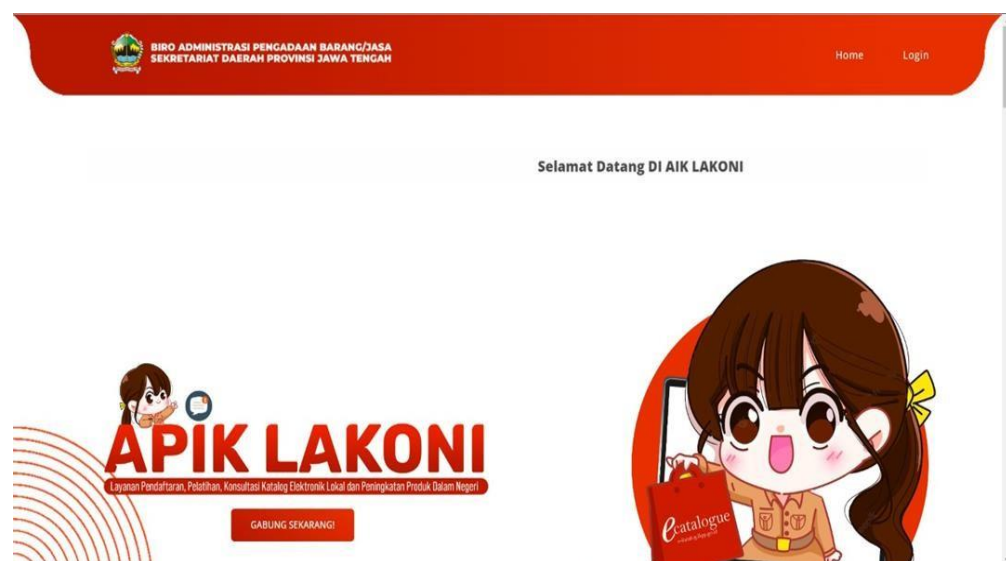 BIRO ADMINISTRASI PENGADAAN BARANG/JASA
SEKRETARIAT DAERAH PROVINSI JAWA TENGAH
Home
Login
Selamat Datang DI AIK LAKONI
APIK LAKONI
Layanan Pendaftaran, Pelatihan, Konsultasi Katalog Elektronik Lokal dan Peningkatan Produk Dalam Negeri
GABUNG SEKARANG!
ecatalogue